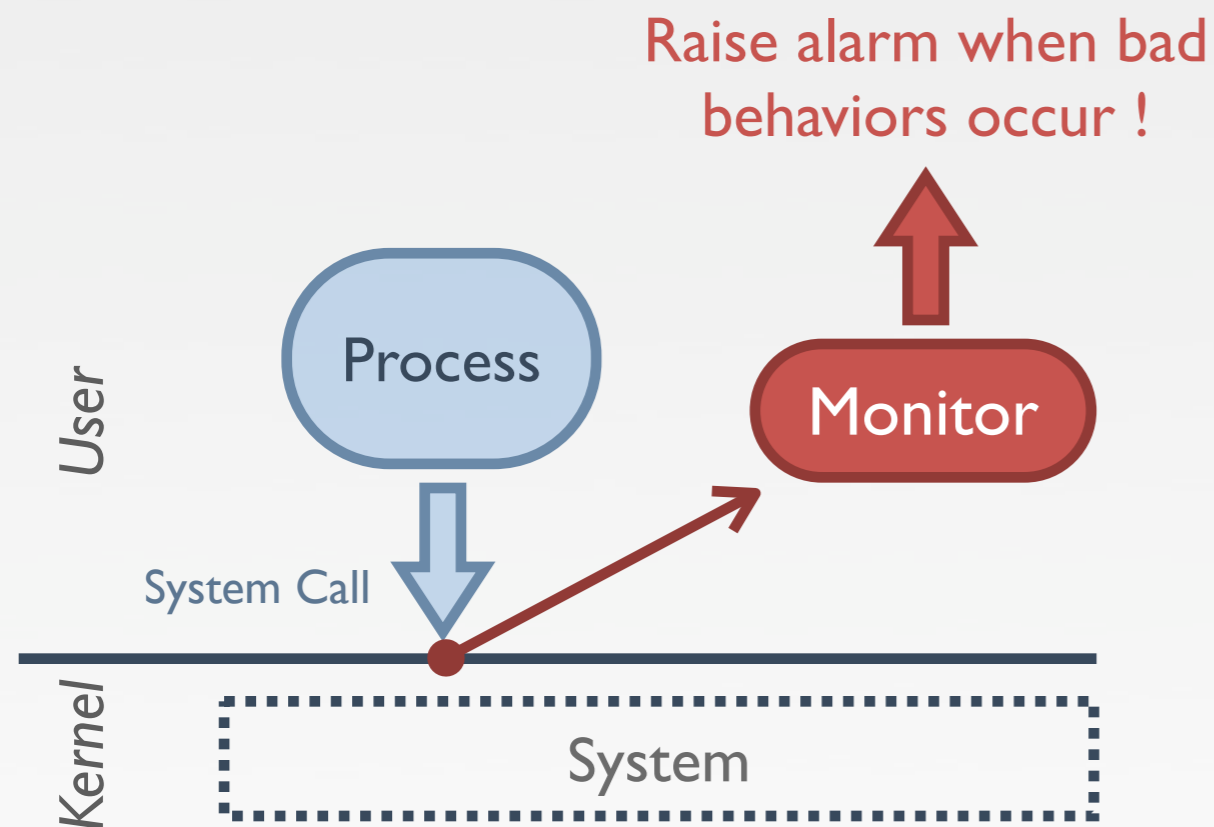 Raise alarm when bad
behaviors occur !
Process
Monitor
User
System Call
Kernel
System